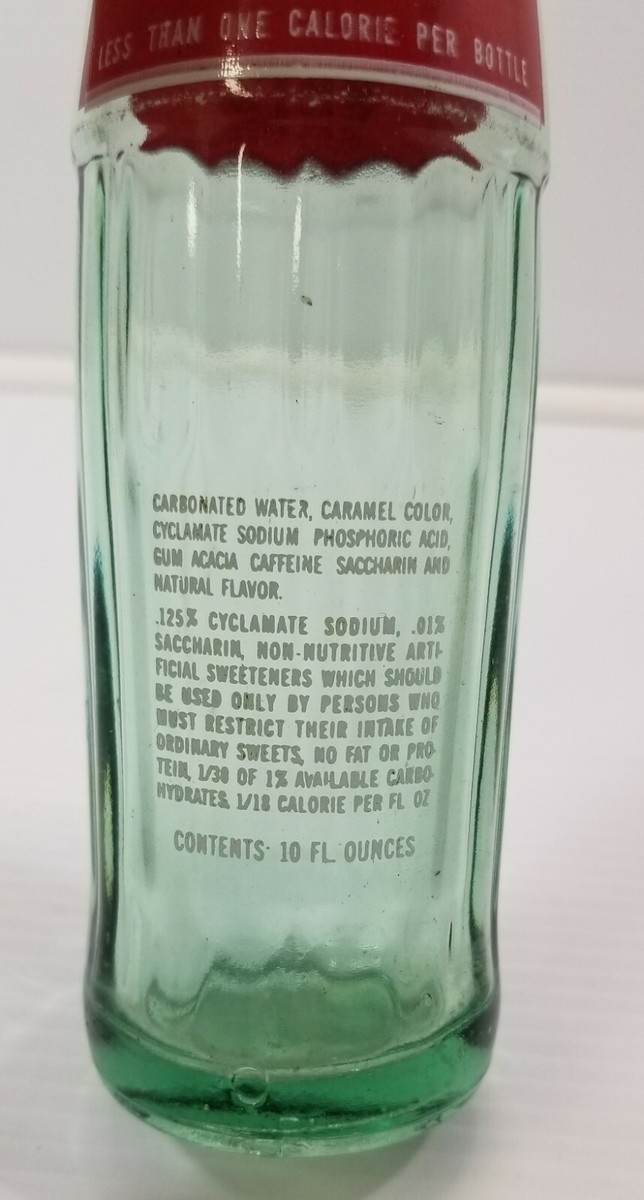 LESS THAN ONE CALORIE PER BOTTLE
CARBONATED WATER, CARAMEL COLOR,
CYCLAMATE SODIUM PHOSPHORIC ACID,
GUM ACACIA CAFFEINE SACCHARIN AND
NATURAL FLAVOR.
.125% CYCLAMATE SODIUM, .01%
SACCHARIN, NON-NUTRITIVE ARTI-
FICIAL SWEETENERS WHICH SHOULD
BE USED ONLY BY PERSONS WHO
MUST RESTRICT THEIR INTAKE OF
ORDINARY SWEETS, NO FAT OR PRO-
TEIN, 1/30 OF 1% AVAILABLE CARBO-
HYDRATES, 1/18 CALORIE PER FL OZ
CONTENTS· 10 FL. OUNCES